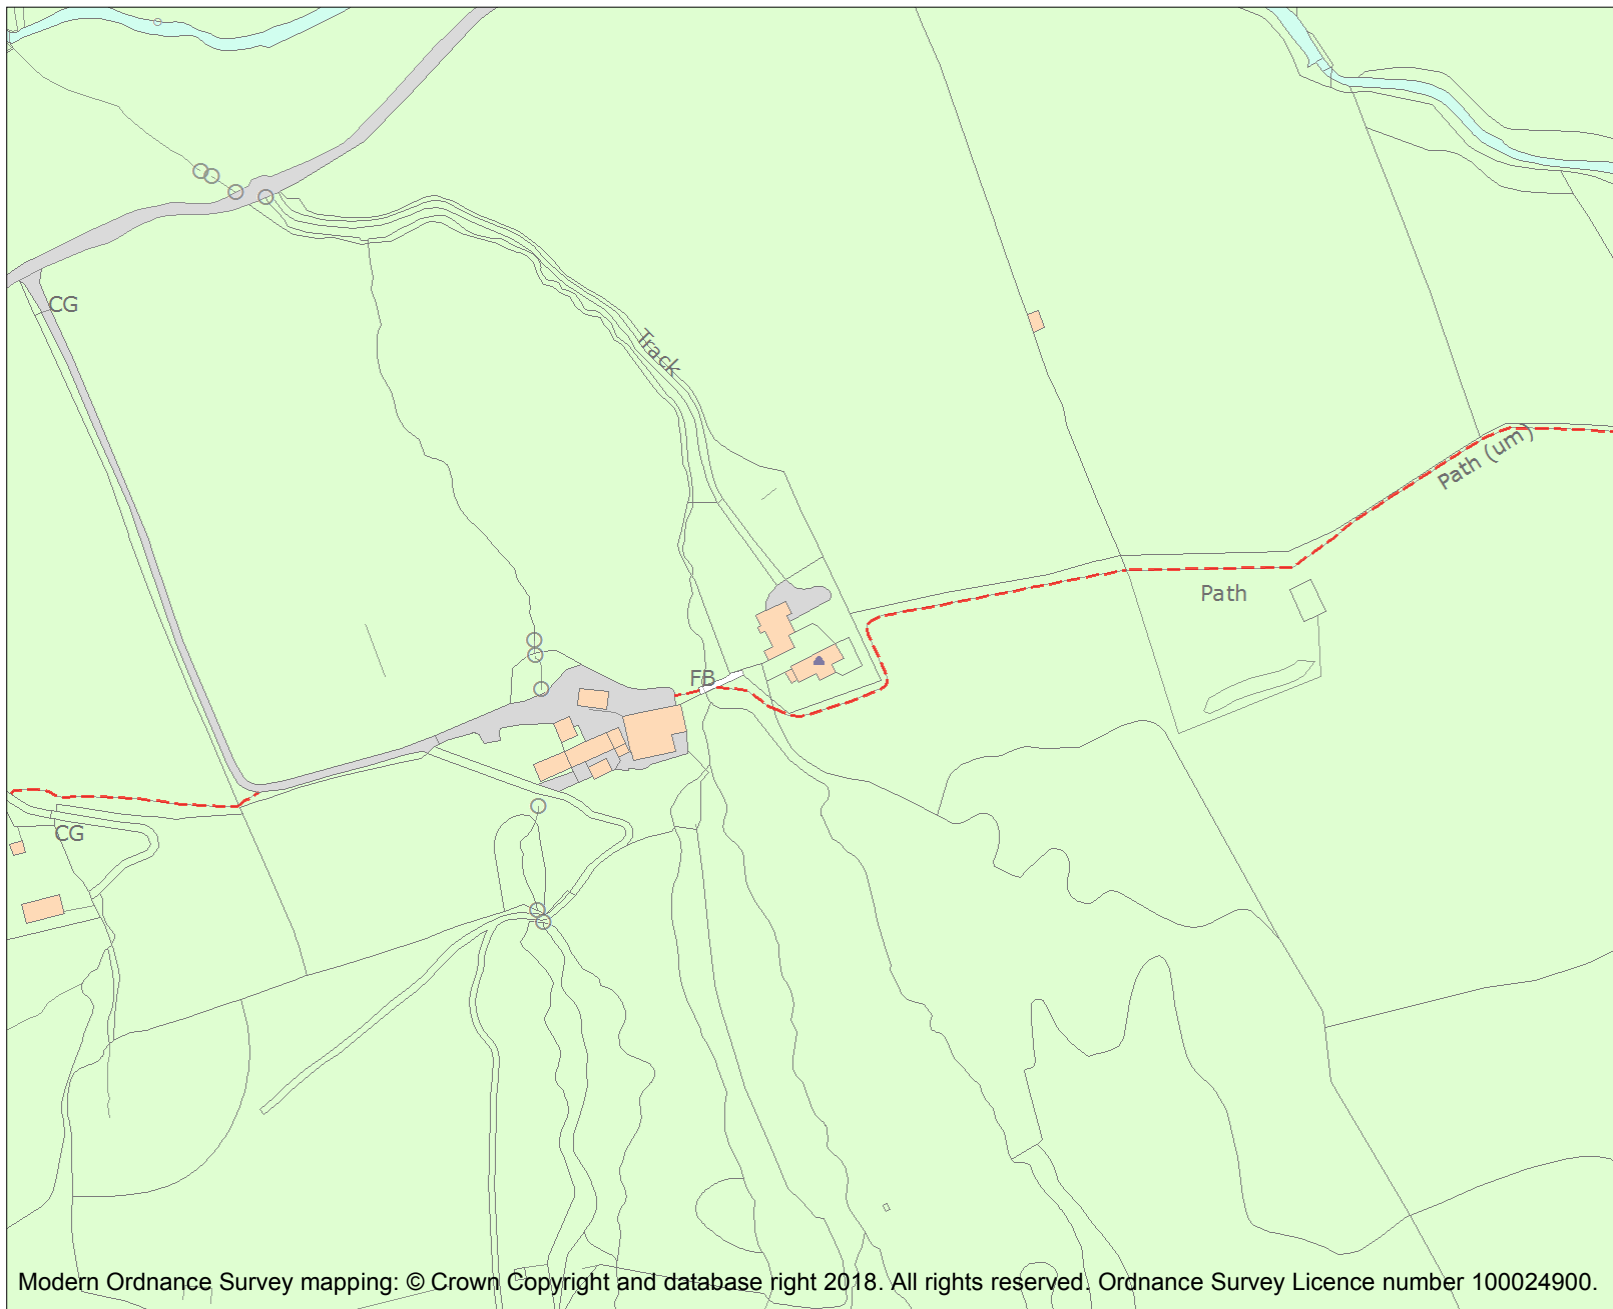 CG
Track
Path (um)
Path
FB
CG
Modern Ordnance Survey mapping: © Crown Copyright and database right 2018. All rights reserved. Ordnance Survey Licence number 100024900.